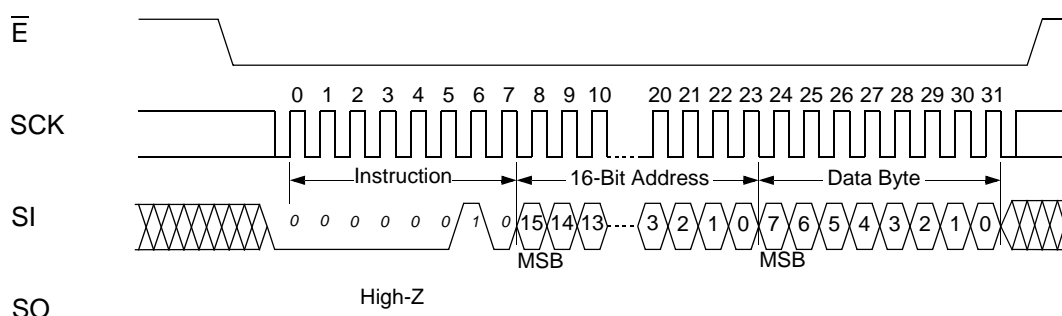 E
0 1 2 3 4 5 6 7 8 9 10 20 21 22 23 24 25 26 27 28 29 30 31
SCK
Instruction 16-Bit Address Data Byte
SI 0 0 0 0 0 0 1 0 15 14 13 3 2 1 0 7 6 5 4 3 2 1 0
MSB MSB
High-Z
SO